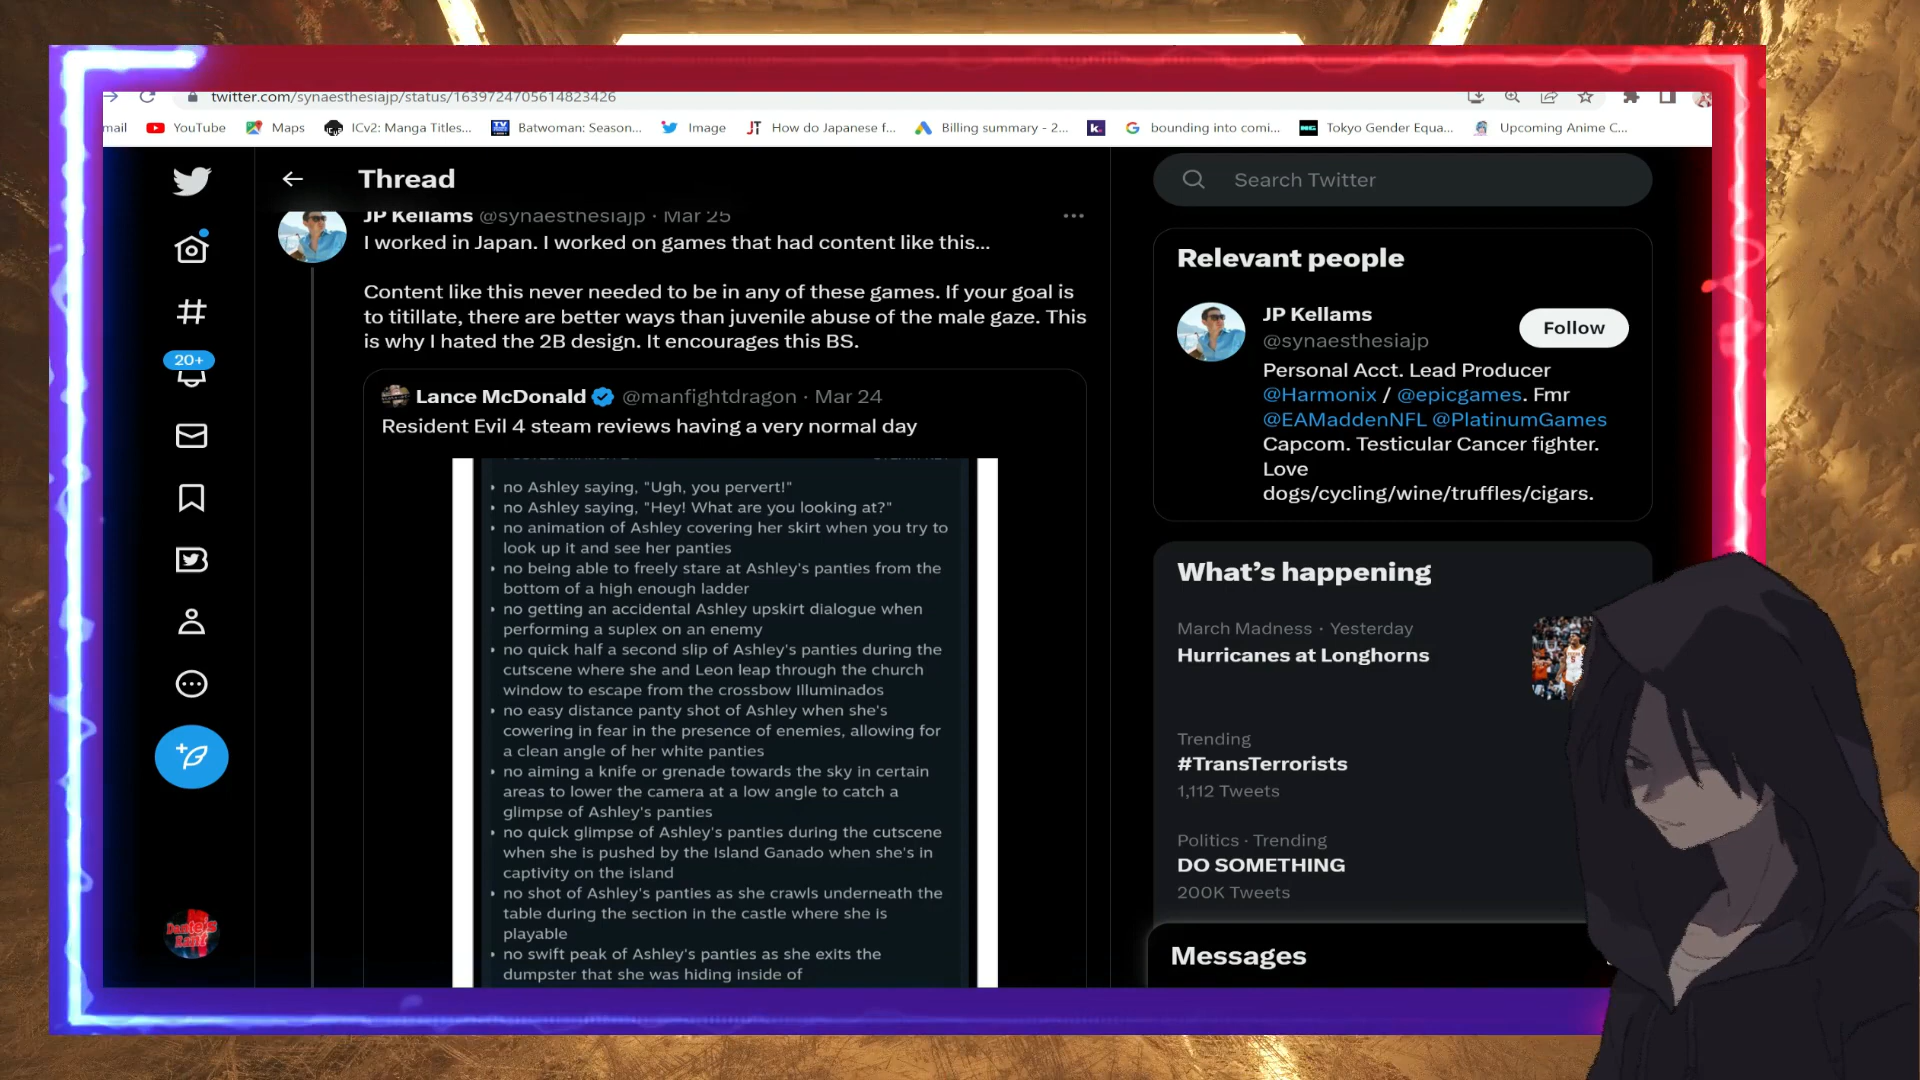 twitter.com/synaesthesiajp/status/1639724705614823426
mail YouTube Maps ICv2: Manga Titles... Batwoman: Season... Image How do Japanese f... Billing summary - 2... bounding into comi... Tokyo Gender Equa... Upcoming Anime C...
20+
Thread
JP Kellams @synaesthesiajp · Mar 25
I worked in Japan. I worked on games that had content like this...
Content like this never needed to be in any of these games. If your goal is
to titillate, there are better ways than juvenile abuse of the male gaze. This
is why I hated the 2B design. It encourages this BS.
Lance McDonald @manfightdragon · Mar 24
Resident Evil 4 steam reviews having a very normal day
• no Ashley saying, "Ugh, you pervert!"
• no Ashley saying, "Hey! What are you looking at?"
• no animation of Ashley covering her skirt when you try to
look up it and see her panties
• no being able to freely stare at Ashley's panties from the
bottom of a high enough ladder
• no getting an accidental Ashley upskirt dialogue when
performing a suplex on an enemy
• no quick half a second slip of Ashley's panties during the
cutscene where she and Leon leap through the church
window to escape from the crossbow Illuminados
• no easy distance panty shot of Ashley when she's
cowering in fear in the presence of enemies, allowing for
a clean angle of her white panties
• no aiming a knife or grenade towards the sky in certain
areas to lower the camera at a low angle to catch a
glimpse of Ashley's panties
• no quick glimpse of Ashley's panties during the cutscene
when she is pushed by the Island Ganado when she's in
captivity on the island
• no shot of Ashley's panties as she crawls underneath the
table during the section in the castle where she is
playable
• no swift peak of Ashley's panties as she exits the
dumpster that she was hiding inside of
Search Twitter
Relevant people
JP Kellams
@synaesthesiajp
Follow
Personal Acct. Lead Producer
@Harmonix / @epicgames. Fmr
@EAMaddenNFL @PlatinumGames
Capcom. Testicular Cancer fighter.
Love
dogs/cycling/wine/truffles/cigars.
What's happening
March Madness · Yesterday
Hurricanes at Longhorns
Trending
#TransTerrorists
1,112 Tweets
Politics · Trending
DO SOMETHING
200K Tweets
Messages